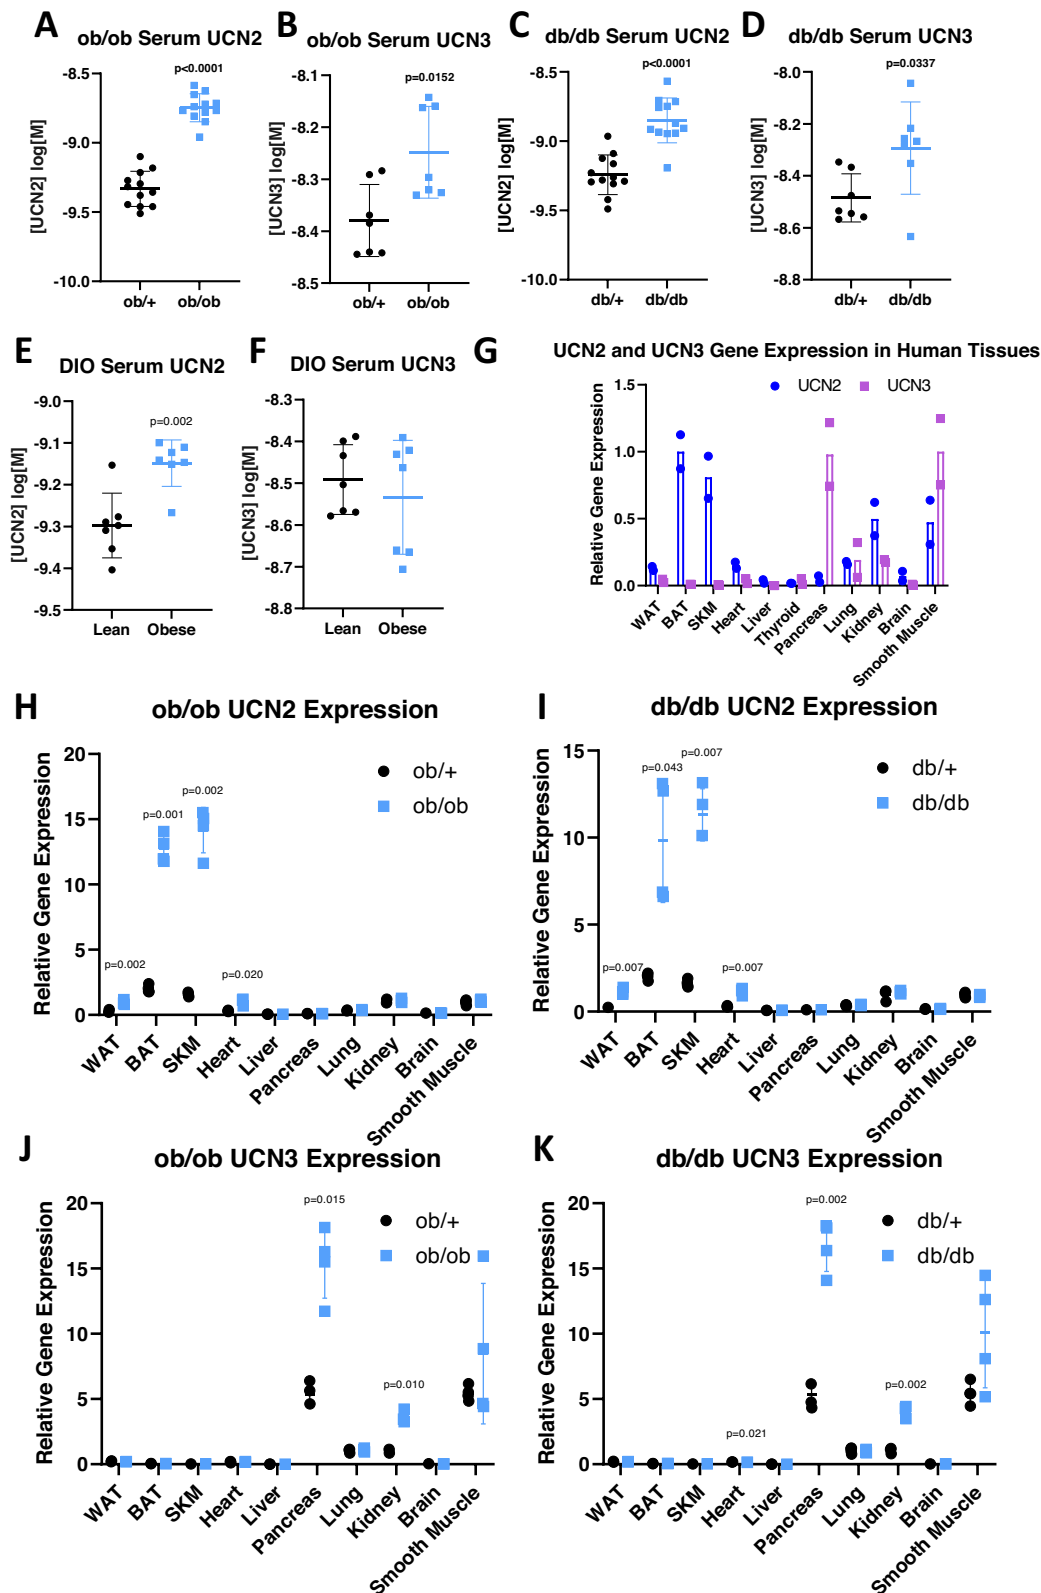 A
ob/ob Serum UCN2
p<0.0001
[UCN2] log[M]
-8.5
-9.0
-9.5
-10.0
ob/+
ob/ob
B
ob/ob Serum UCN3
p=0.0152
[UCN3] log[M]
-8.1
-8.2
-8.3
-8.4
-8.5
ob/+
ob/ob
C
db/db Serum UCN2
p<0.0001
[UCN2] log[M]
-8.5
-9.0
-9.5
-10.0
db/+
db/db
D
db/db Serum UCN3
p=0.0337
[UCN3] log[M]
-8.0
-8.2
-8.4
-8.6
-8.8
db/+
db/db
E
DIO Serum UCN2
p=0.002
[UCN2] log[M]
-9.0
-9.1
-9.2
-9.3
-9.4
-9.5
Lean
Obese
F
DIO Serum UCN3
[UCN3] log[M]
-8.3
-8.4
-8.5
-8.6
-8.7
-8.8
Lean
Obese
G
UCN2 and UCN3 Gene Expression in Human Tissues
UCN2
UCN3
Relative Gene Expression
1.5
1.0
0.5
0.0
WAT
BAT
SKM
Heart
Liver
Thyroid
Pancreas
Lung
Kidney
Brain
Smooth Muscle
H
ob/ob UCN2 Expression
ob/+
ob/ob
Relative Gene Expression
20
15
10
5
0
p=0.002
p=0.001
p=0.002
p=0.020
WAT
BAT
SKM
Heart
Liver
Pancreas
Lung
Kidney
Brain
Smooth Muscle
I
db/db UCN2 Expression
db/+
db/db
Relative Gene Expression
15
10
5
0
p=0.007
p=0.043
p=0.007
p=0.007
WAT
BAT
SKM
Heart
Liver
Pancreas
Lung
Kidney
Brain
Smooth Muscle
J
ob/ob UCN3 Expression
ob/+
ob/ob
Relative Gene Expression
20
15
10
5
0
p=0.015
p=0.010
WAT
BAT
SKM
Heart
Liver
Pancreas
Lung
Kidney
Brain
Smooth Muscle
K
db/db UCN3 Expression
db/+
db/db
Relative Gene Expression
20
15
10
5
0
p=0.021
p=0.002
p=0.002
WAT
BAT
SKM
Heart
Liver
Pancreas
Lung
Kidney
Brain
Smooth Muscle